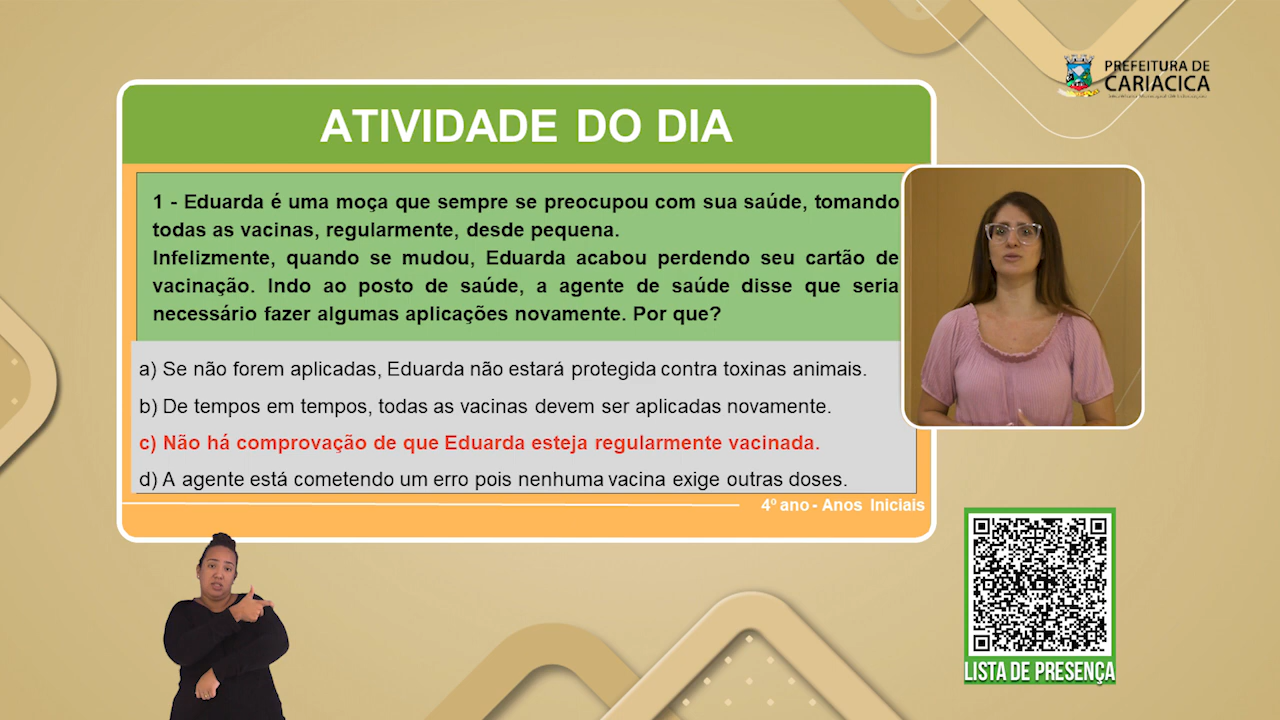 PREFEITURA DE
CARIACICA
ATIVIDADE DO DIA
1 - Eduarda é uma moça que sempre se preocupou com sua saúde, tomando
todas as vacinas, regularmente, desde pequena.
Infelizmente, quando se mudou, Eduarda acabou perdendo seu cartão de
vacinação. Indo ao posto de saúde, a agente de saúde disse que seria
necessário fazer algumas aplicações novamente. Por que?
a) Se não forem aplicadas, Eduarda não estará protegida contra toxinas animais.
b) De tempos em tempos, todas as vacinas devem ser aplicadas novamente.
c) Não há comprovação de que Eduarda esteja regularmente vacinada.
d) A agente está cometendo um erro pois nenhuma vacina exige outras doses.
4º ano - Anos Iniciais
LISTA DE PRESENÇA